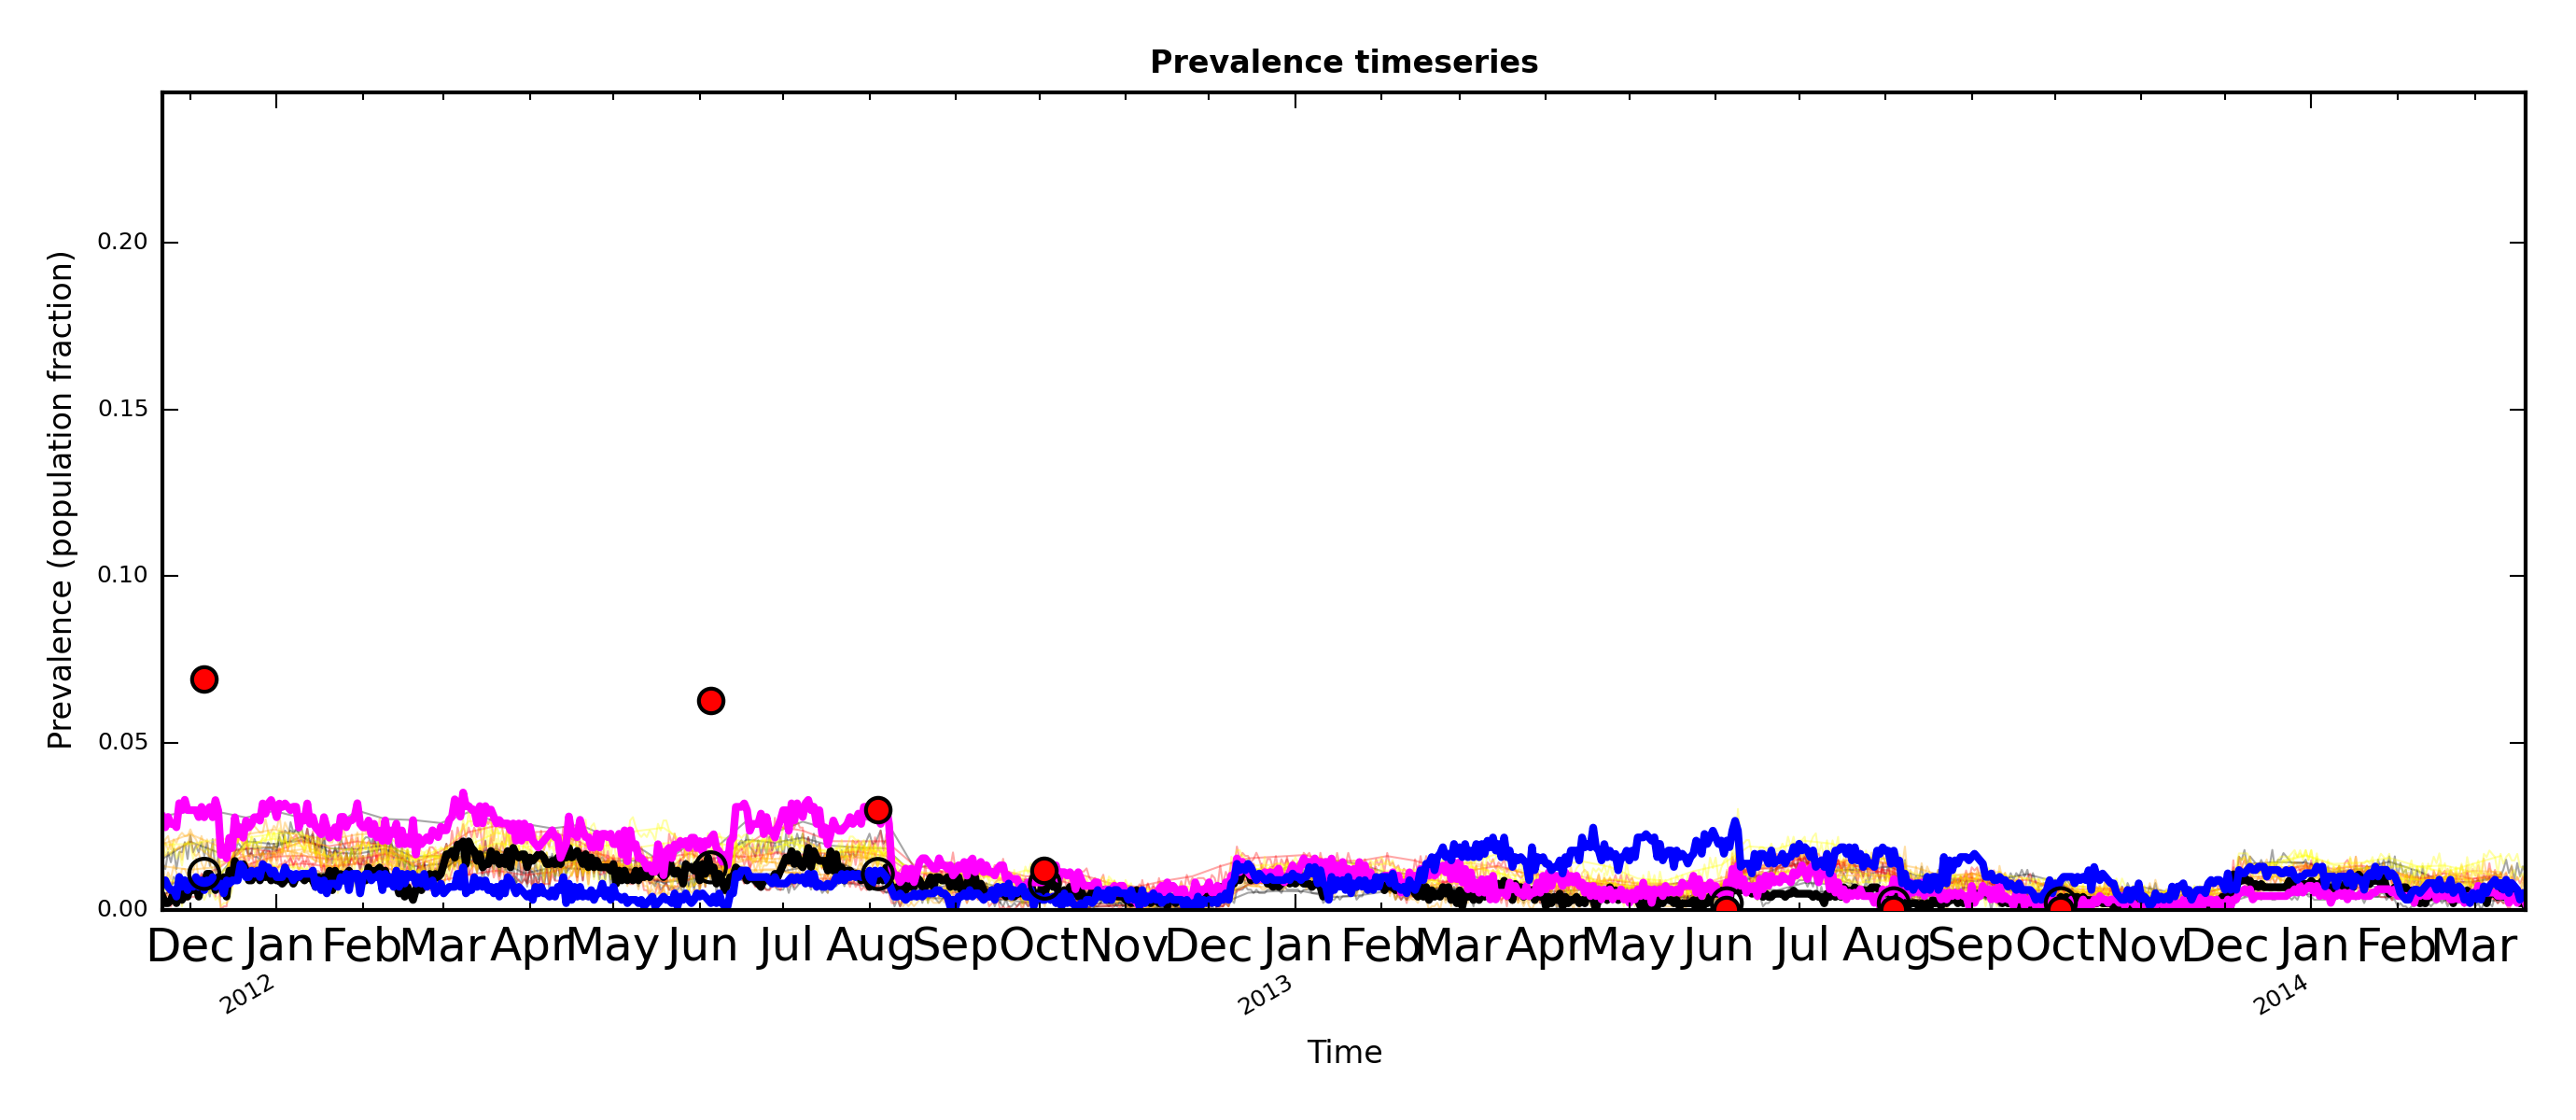 Prevalence timeseries
Prevalence (population fraction)
0.20
0.15
0.10
0.05
0.00
Dec Jan Feb Mar Apr May Jun Jul Aug Sep Oct Nov Dec Jan Feb Mar Apr May Jun Jul Aug Sep Oct Nov Dec Jan Feb Mar
2012 2013 2014
Time